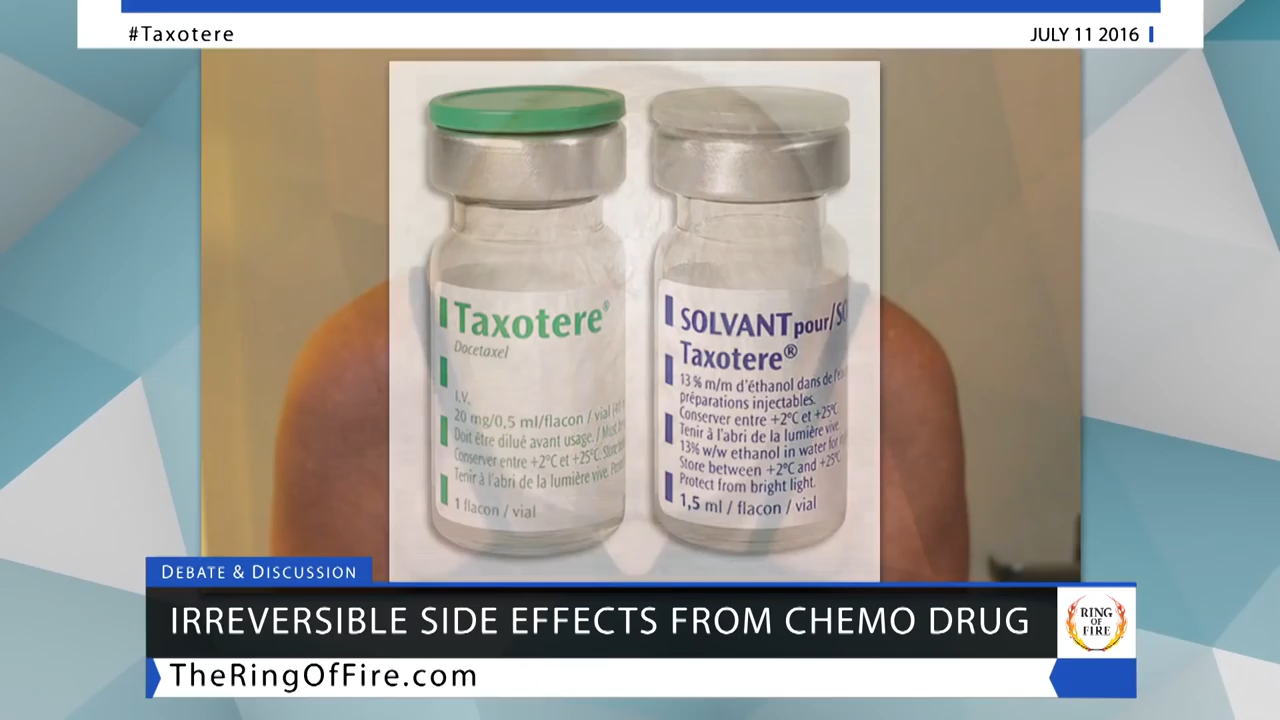 #Taxotere
JULY 11 2016
Taxotere®
Docetaxel
I.V.
20 mg/0,5 ml/flacon / vial
Doit être dilué avant usage. /
Conserver entre +2°C et +25°C.
Tenir à l'abri de la lumière vive.
1 flacon / vial
SOLVANT pour/
Taxotere®
13 % m/m d'éthanol dans de
préparations injectables.
Conserver entre +2°C et +25°C
Tenir à l'abri de la lumière vive
13% w/w ethanol in water for
Store between +2°C and +25°C
Protect from bright light.
1,5 ml / flacon / vial
DEBATE & DISCUSSION
IRREVERSIBLE SIDE EFFECTS FROM CHEMO DRUG
RING
OF
FIRE
TheRingOfFire.com